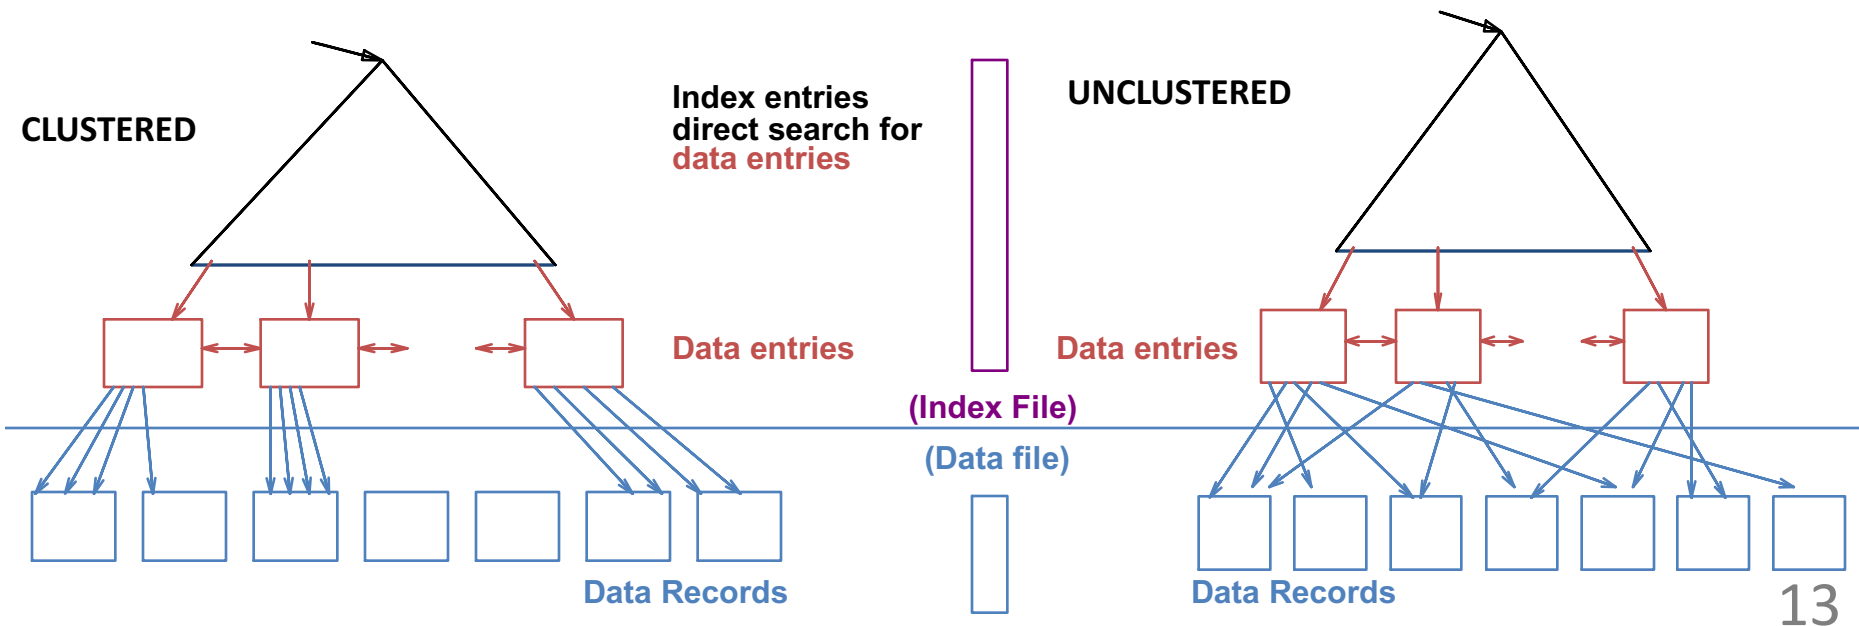 CLUSTERED
Index entries
direct search for
data entries
UNCLUSTERED
Data entries
Data entries
(Index File)
(Data file)
Data Records
Data Records
13